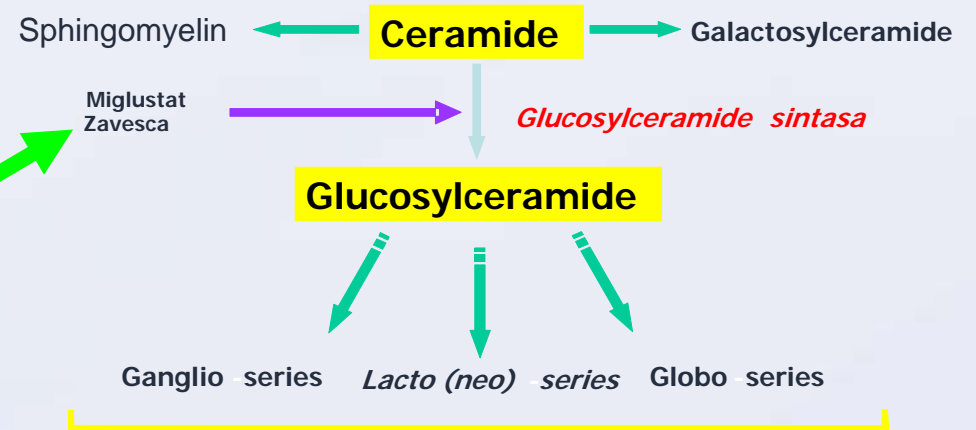 Sphingomyelin
Ceramide
Galactosylceramide
Miglustat
Zavesca
Glucosylceramide sintasa
Glucosylceramide
Ganglio -series
Lacto (neo) -series
Globo -series